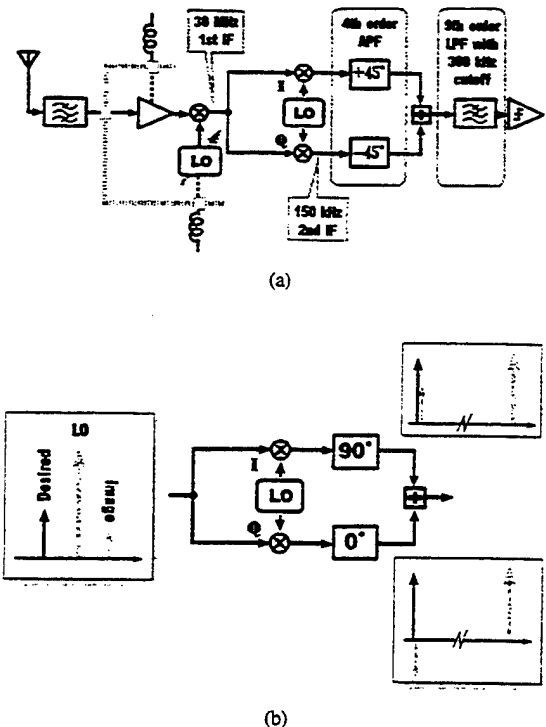 30 MHz
1st IF
4th order
APF
9th order
LPF with
300 kHz
cutoff
I
+45°
LO
Q
−45°
LO
150 kHz
2nd IF
(a)
LO
Desired
Image
I
90°
LO
Q
0°
N
N
(b)